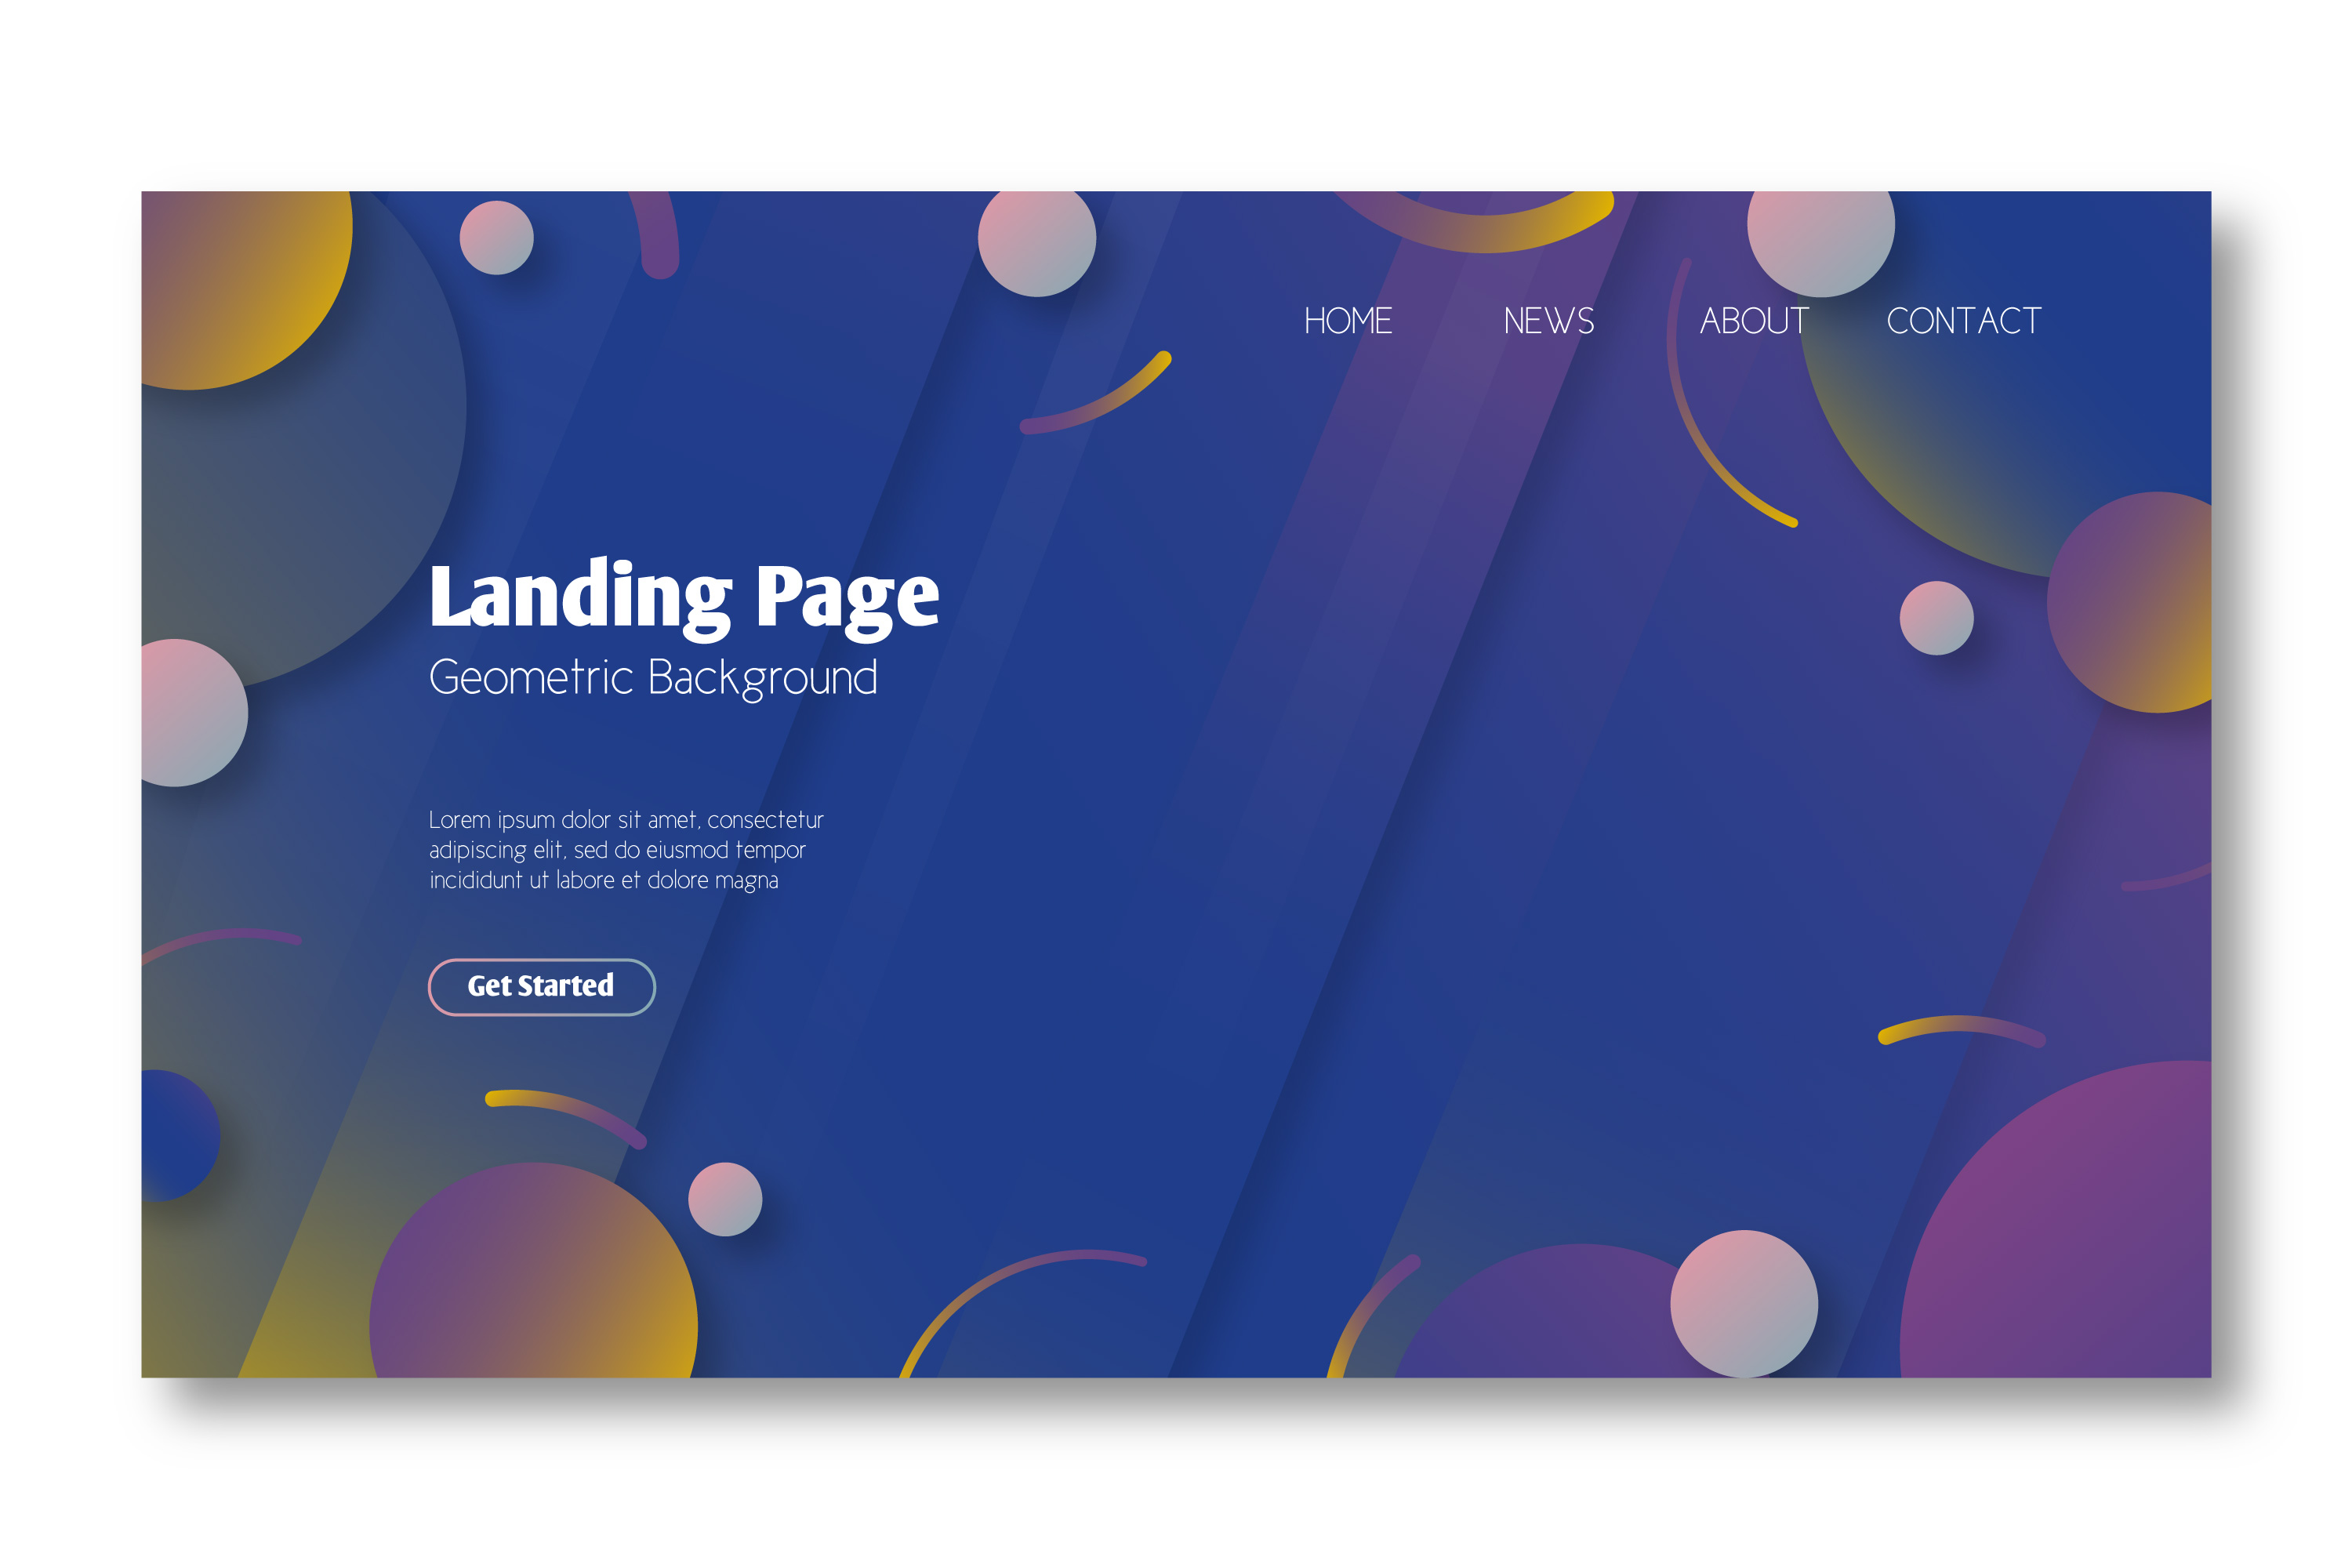 HOME NEWS ABOUT CONTACT
Landing Page
Geometric Background
Lorem ipsum dolor sit amet, consectetur
adipiscing elit, sed do eiusmod tempor
incididunt ut labore et dolore magna
Get Started